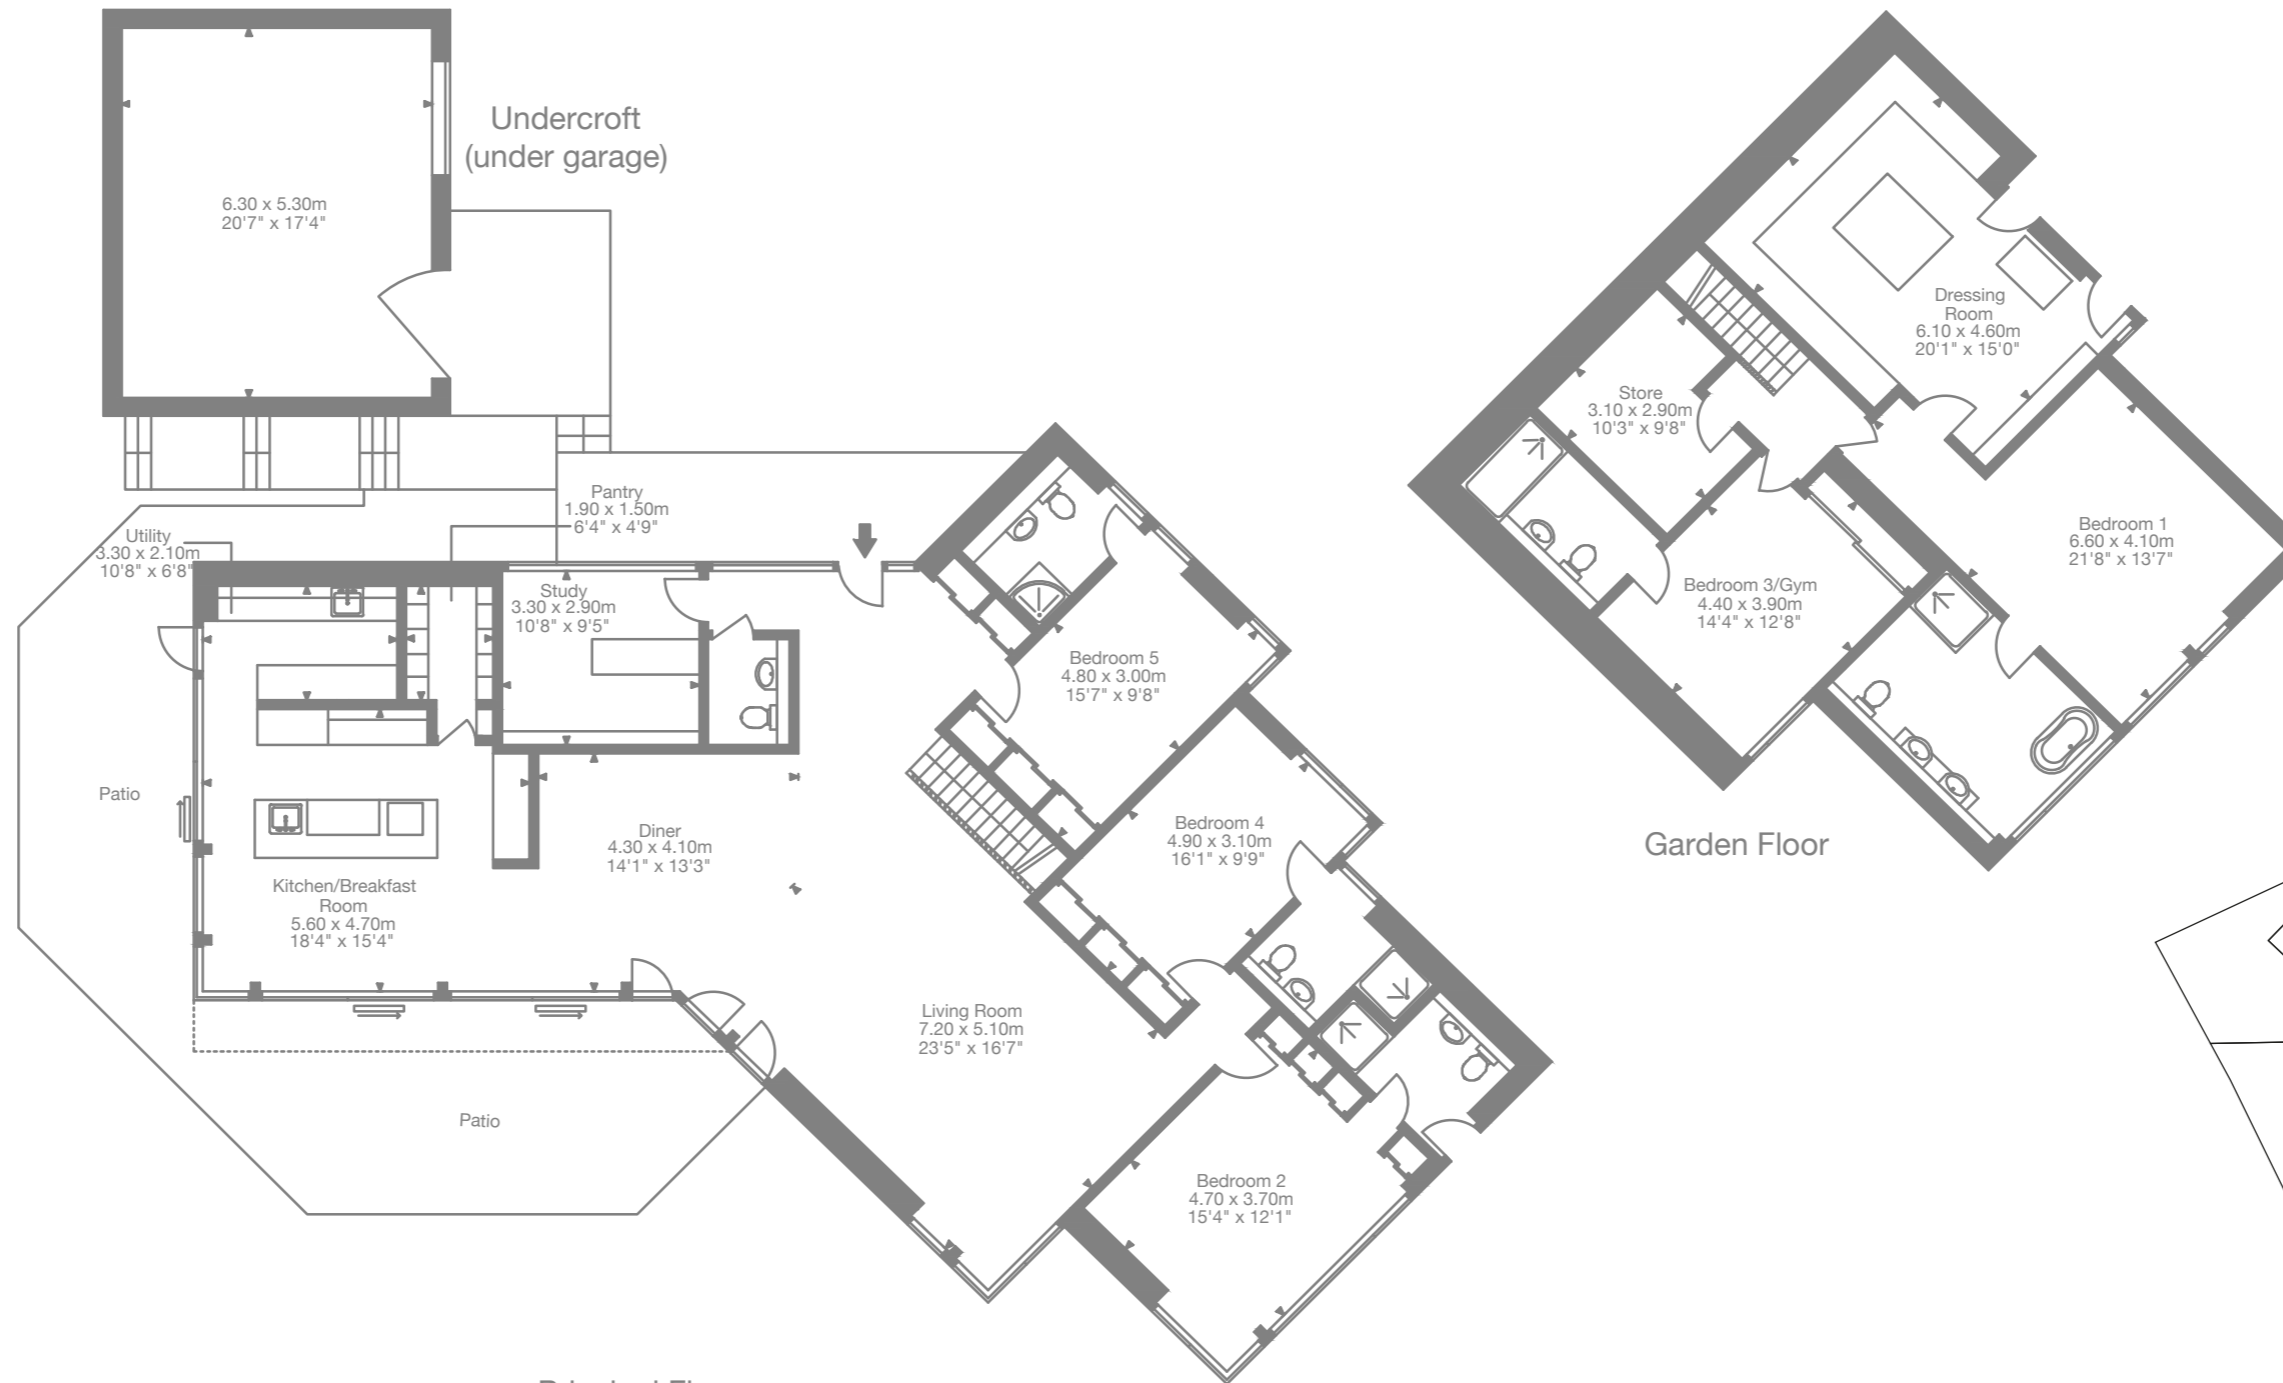 Undercroft
(under garage)
6.30 x 5.30m
20'7" x 17'4"
Pantry
1.90 x 1.50m
6'4" x 4'9"
Utility
3.30 x 2.10m
10'8" x 6'8"
Study
3.30 x 2.90m
10'8" x 9'5"
Patio
Kitchen/Breakfast
Room
5.60 x 4.70m
18'4" x 15'4"
Diner
4.30 x 4.10m
14'1" x 13'3"
Bedroom 5
4.80 x 3.00m
15'7" x 9'8"
Bedroom 4
4.90 x 3.10m
16'1" x 9'9"
Living Room
7.20 x 5.10m
23'5" x 16'7"
Patio
Bedroom 2
4.70 x 3.70m
15'4" x 12'1"
Dressing
Room
6.10 x 4.60m
20'1" x 15'0"
Store
3.10 x 2.90m
10'3" x 9'8"
Bedroom 1
6.60 x 4.10m
21'8" x 13'7"
Bedroom 3/Gym
4.40 x 3.90m
14'4" x 12'8"
Garden Floor